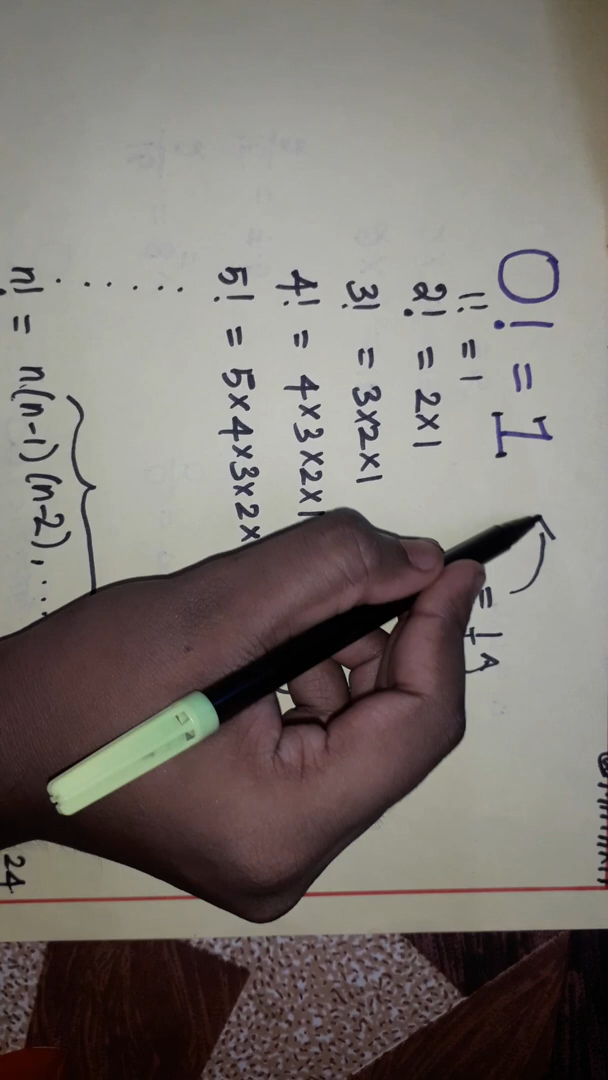 0! = 1
1! = 1
2! = 2×1
3! = 3×2×1
4! = 4×3×2×1
5! = 5×4×3×2×
. . . . . .
n! = n(n-1)(n-2)....
24